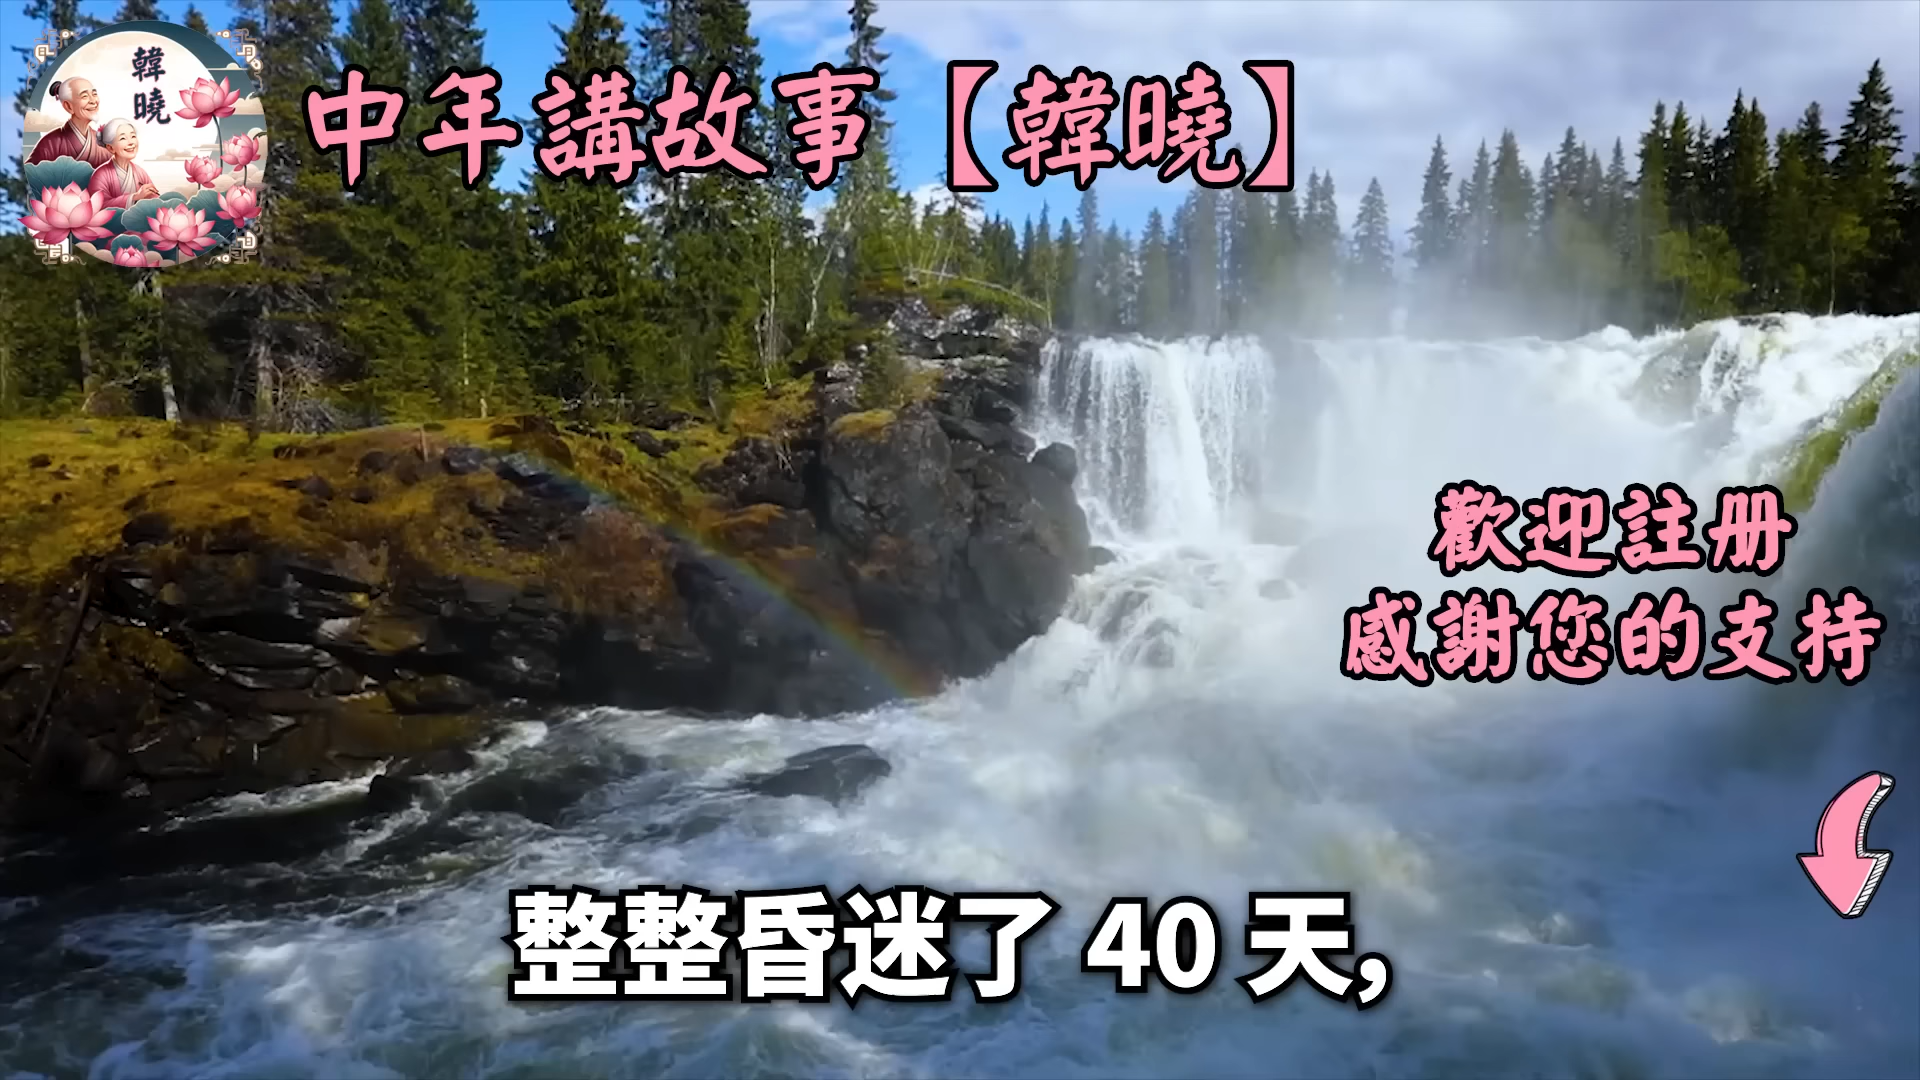 韓曉
中年講故事【韓曉】
歡迎註册
感謝您的支持
整整昏迷了 40 天,